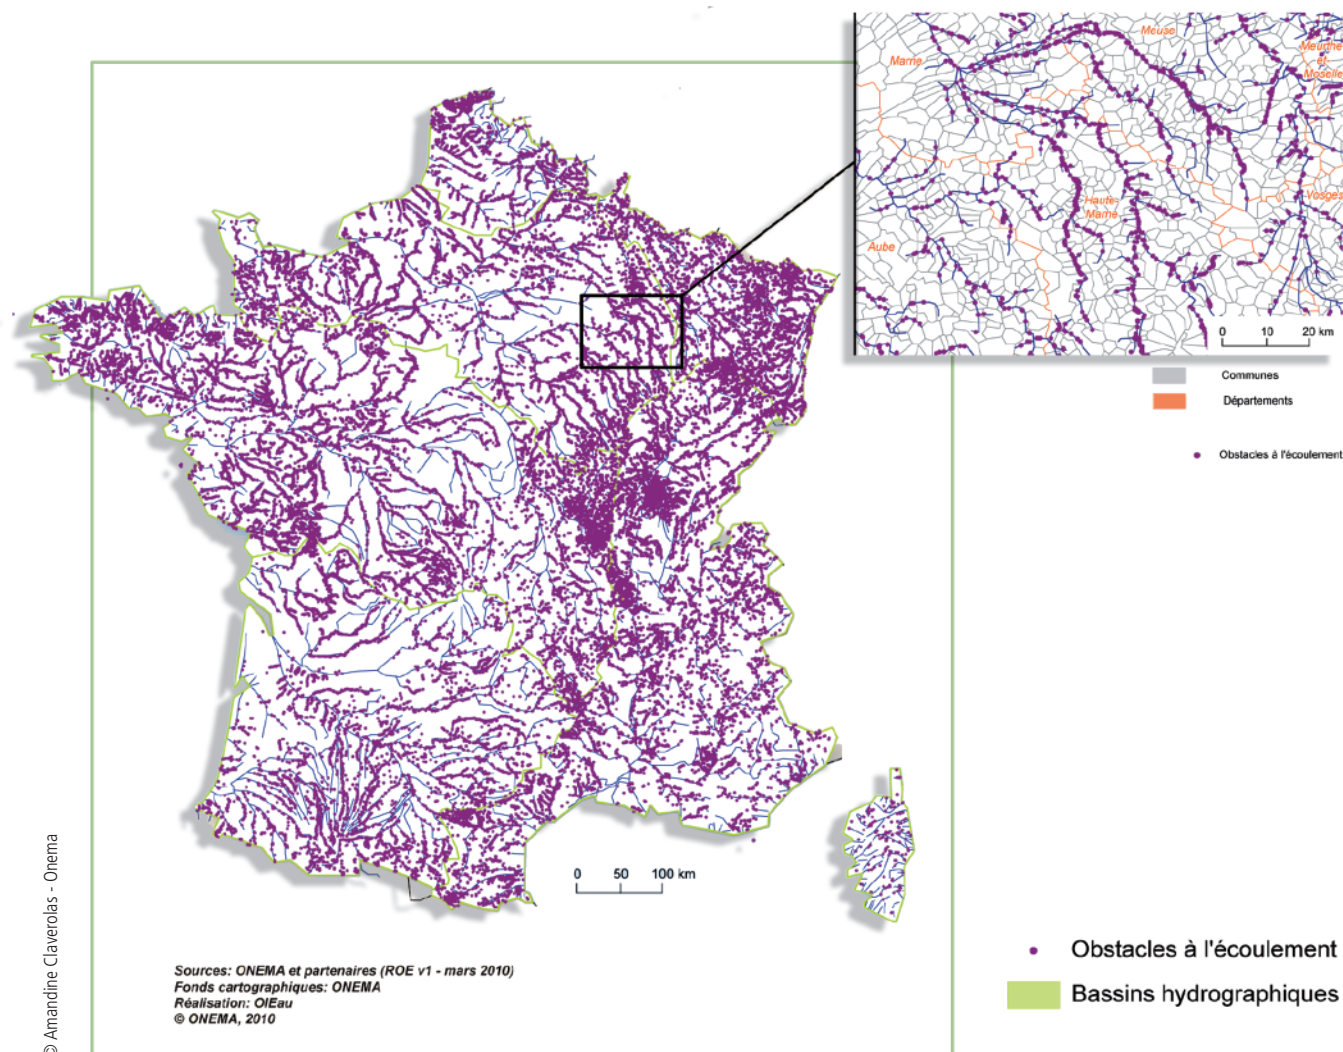 Meuse
Marne
Meurthe
et
Moselle
Haute-
Marne
Vosges
Aube
0 10 20 km
Communes
Départements
Obstacles à l'écoulement
0 50 100 km
Obstacles à l'écoulement
Bassins hydrographiques
Sources: ONEMA et partenaires (ROE v1 - mars 2010)
Fonds cartographiques: ONEMA
Réalisation: OIEau
© ONEMA, 2010
© Amandine Claverolas - Onema